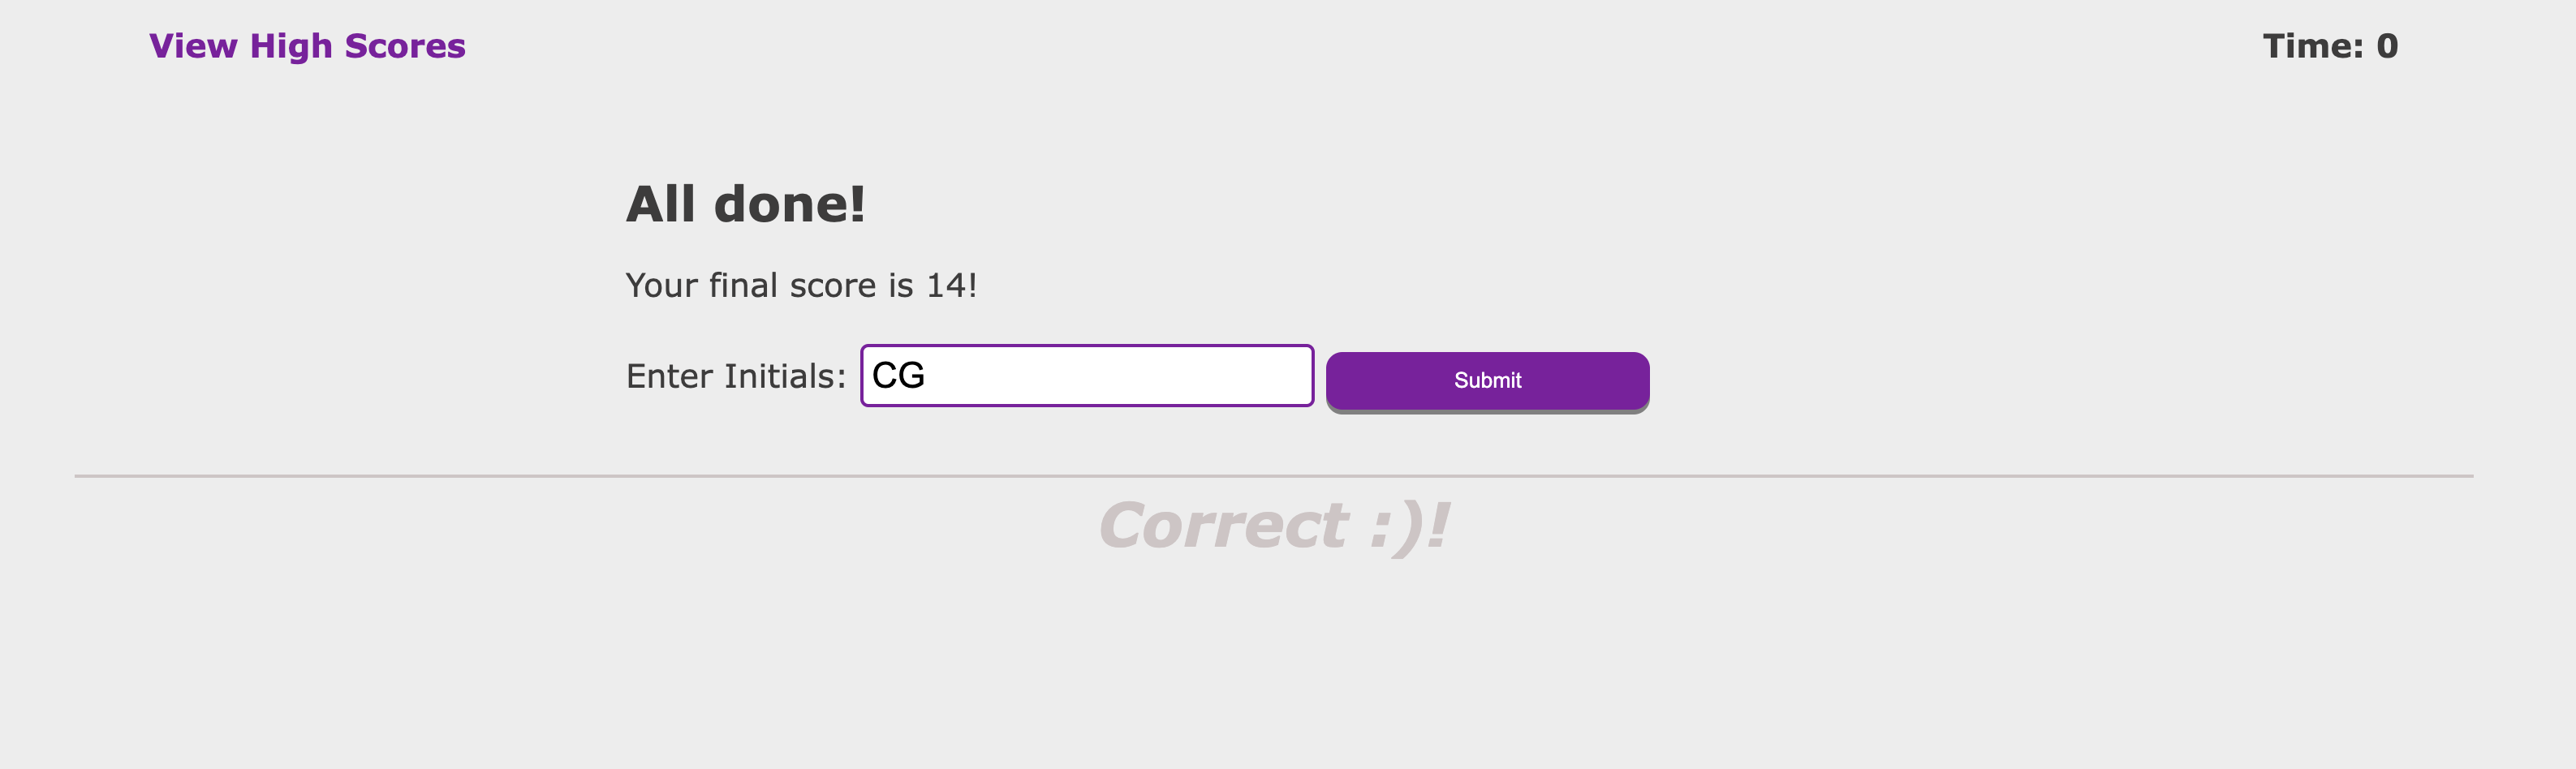 View High Scores
Time: 0
All done!
Your final score is 14!
Enter Initials: CG Submit
Correct :)!